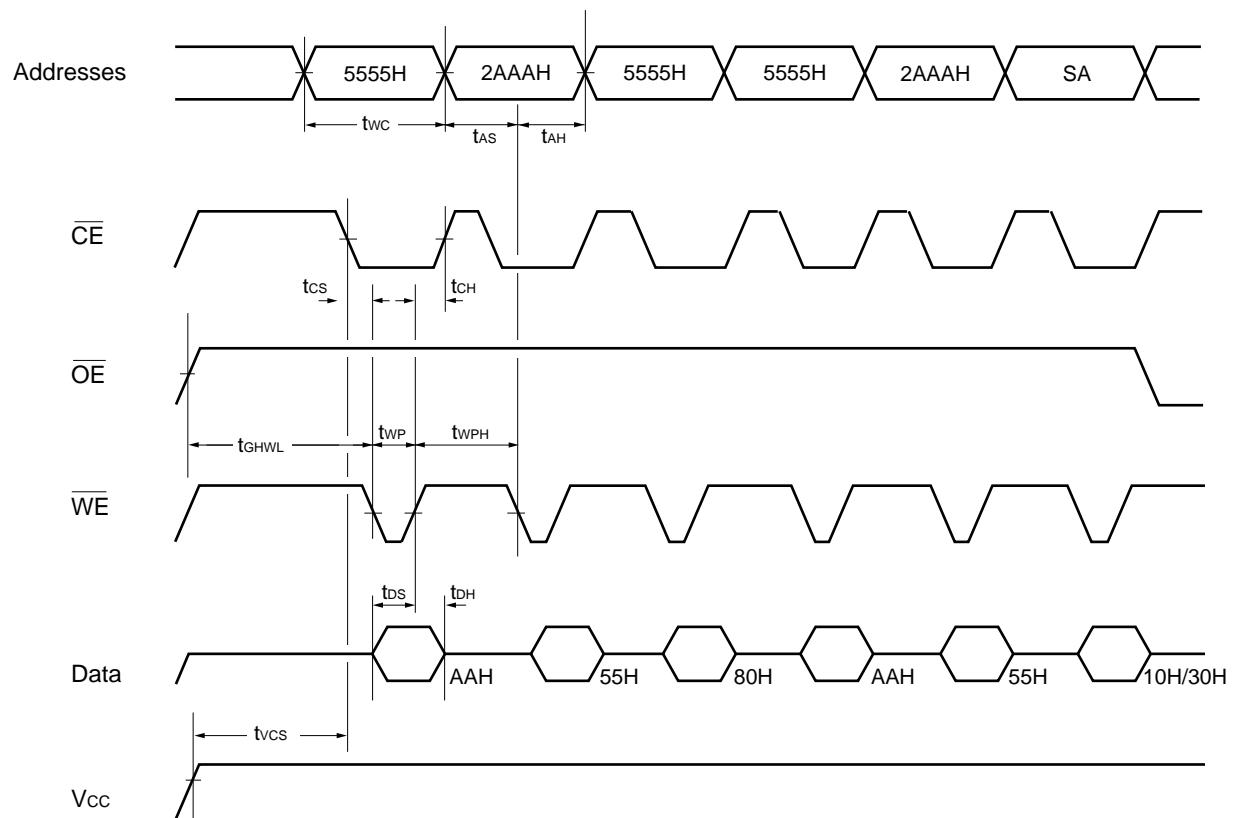 Addresses
5555H 2AAAH 5555H 5555H 2AAAH SA
tWC tAS tAH
CE
tCS tCH
OE
tGHWL tWP tWPH
WE
tDS tDH
Data
AAH 55H 80H AAH 55H 10H/30H
tVCS
VCC